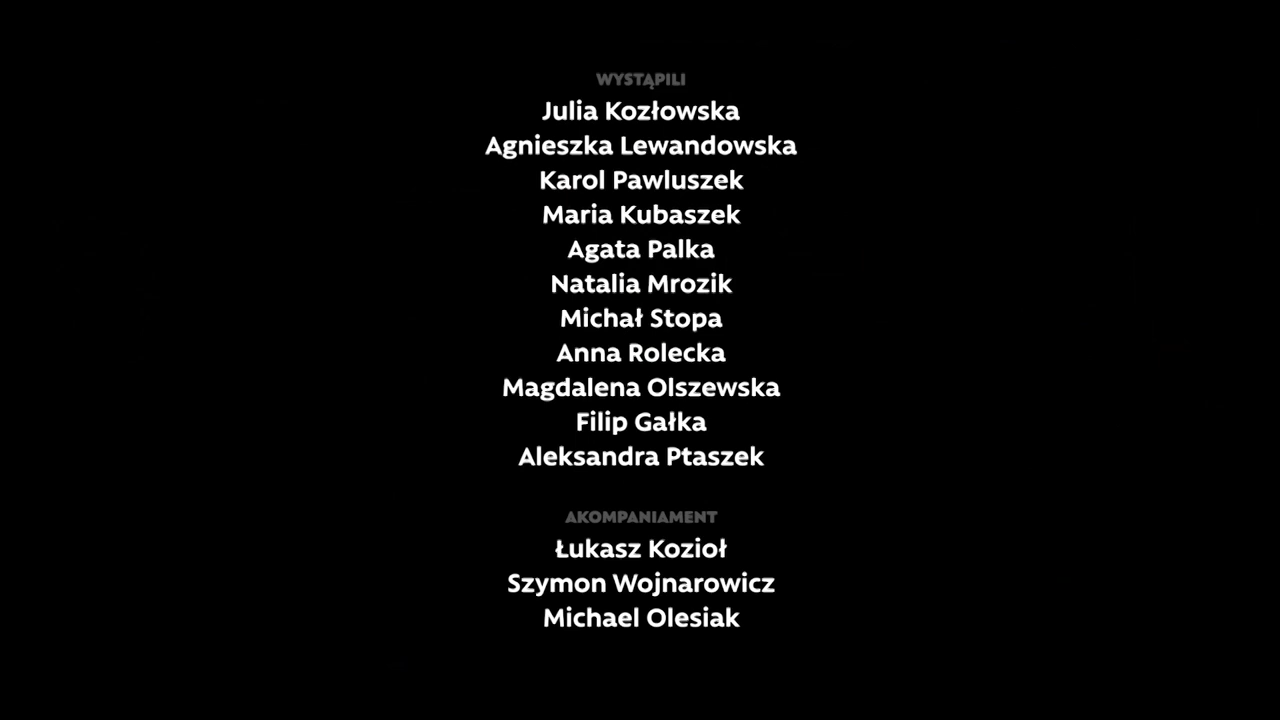 WYSTĄPILI
Julia Kozłowska
Agnieszka Lewandowska
Karol Pawluszek
Maria Kubaszek
Agata Palka
Natalia Mrozik
Michał Stopa
Anna Rolecka
Magdalena Olszewska
Filip Gałka
Aleksandra Ptaszek
AKOMPANIAMENT
Łukasz Kozioł
Szymon Wojnarowicz
Michael Olesiak